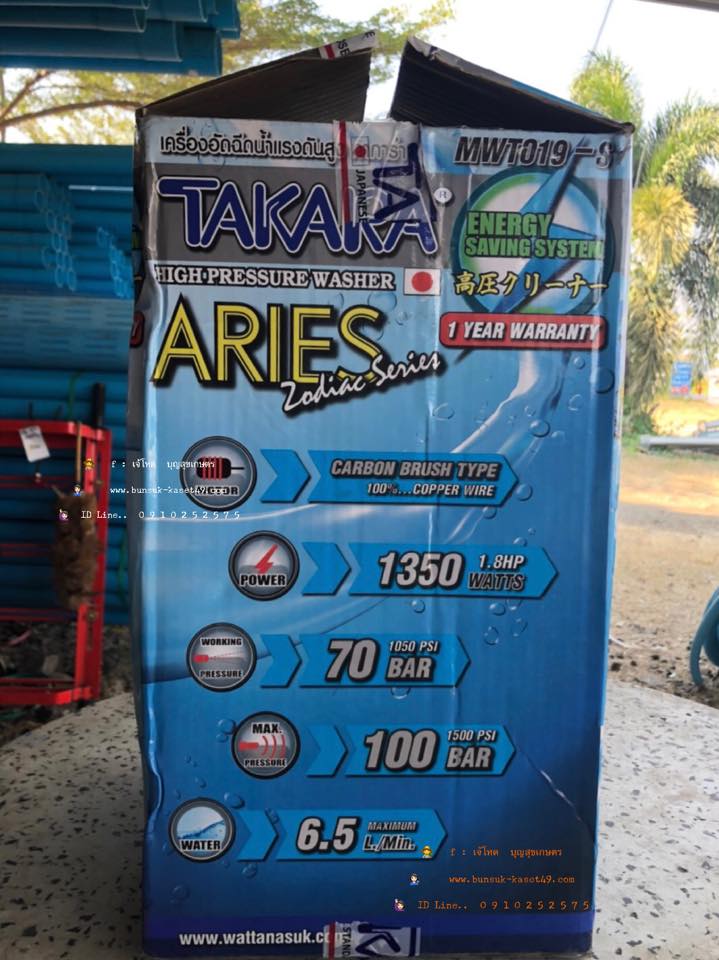 เครื่องอัดฉีดน้ำแรงดันสูง
MWT019-S
JAPANESE
TAKARA ®
ENERGY
SAVING SYSTEM
HIGH-PRESSURE WASHER
高圧クリーナー
ARIES
Zodiac Series
1 YEAR WARRANTY
f : เจ้โหด บุญสุขเกษตร
www.bunsuk-kaset49.com
ID Line.. 0910252575
CARBON BRUSH TYPE
100%...COPPER WIRE
POWER
1350 1.8HP
WATTS
WORKING
PRESSURE
70 1050 PSI
BAR
MAX.
PRESSURE
100 1500 PSI
BAR
WATER
6.5 MAXIMUM
L./Min.
f : เจ้โหด บุญสุขเกษตร
www.bunsuk-kaset49.com
ID Line.. 0910252575
www.wattanasuk.com